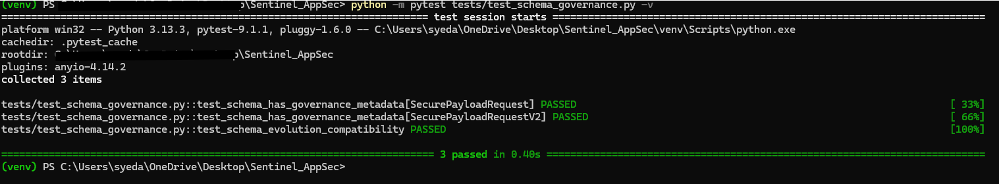 (venv) PS p\Sentinel_AppSec> python -m pytest tests/test_schema_governance.py -v
============================== test session starts ==============================
platform win32 -- Python 3.13.3, pytest-9.1.1, pluggy-1.6.0 -- C:\Users\syeda\OneDrive\Desktop\Sentinel_AppSec\venv\Scripts\python.exe
cachedir: .pytest_cache
rootdir: p\Sentinel_AppSec
plugins: anyio-4.14.2
collected 3 items
tests/test_schema_governance.py::test_schema_has_governance_metadata[SecurePayloadRequest] PASSED [ 33%]
tests/test_schema_governance.py::test_schema_has_governance_metadata[SecurePayloadRequestV2] PASSED [ 66%]
tests/test_schema_governance.py::test_schema_evolution_compatibility PASSED [100%]
============================== 3 passed in 0.40s ==============================
(venv) PS C:\Users\syeda\OneDrive\Desktop\Sentinel_AppSec>